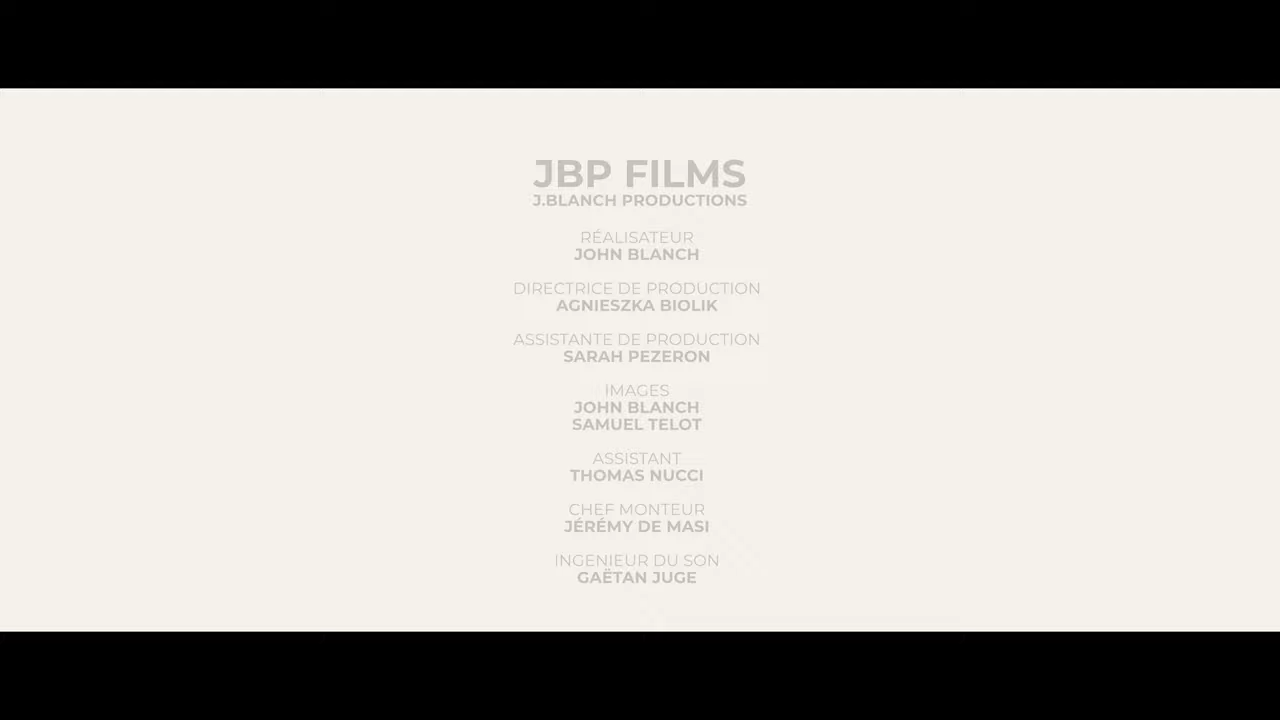 JBP FILMS
J.BLANCH PRODUCTIONS
RÉALISATEUR
JOHN BLANCH
DIRECTRICE DE PRODUCTION
AGNIESZKA BIOLIK
ASSISTANTE DE PRODUCTION
SARAH PEZERON
IMAGES
JOHN BLANCH
SAMUEL TELOT
ASSISTANT
THOMAS NUCCI
CHEF MONTEUR
JÉRÉMY DE MASI
INGENIEUR DU SON
GAËTAN JUGE